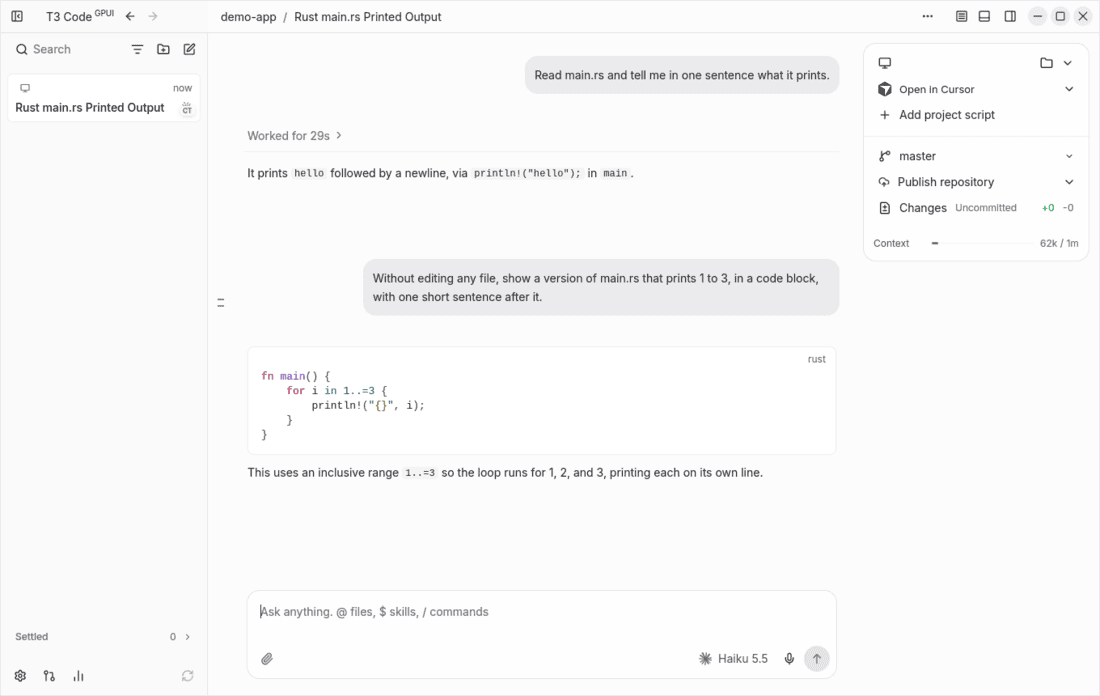 T3 Code GPUI
demo-app / Rust main.rs Printed Output
Search
now
Rust main.rs Printed Output
CT
Read main.rs and tell me in one sentence what it prints.
Worked for 29s
It prints hello followed by a newline, via println!("hello"); in main.
Without editing any file, show a version of main.rs that prints 1 to 3, in a code block,
with one short sentence after it.
rust
fn main() {
    for i in 1..=3 {
        println!("{}", i);
    }
}
This uses an inclusive range 1..=3 so the loop runs for 1, 2, and 3, printing each on its own line.
Ask anything. @ files, $ skills, / commands
Haiku 5.5
Settled 0
Open in Cursor
Add project script
master
Publish repository
Changes Uncommitted +0 -0
Context 62k / 1m